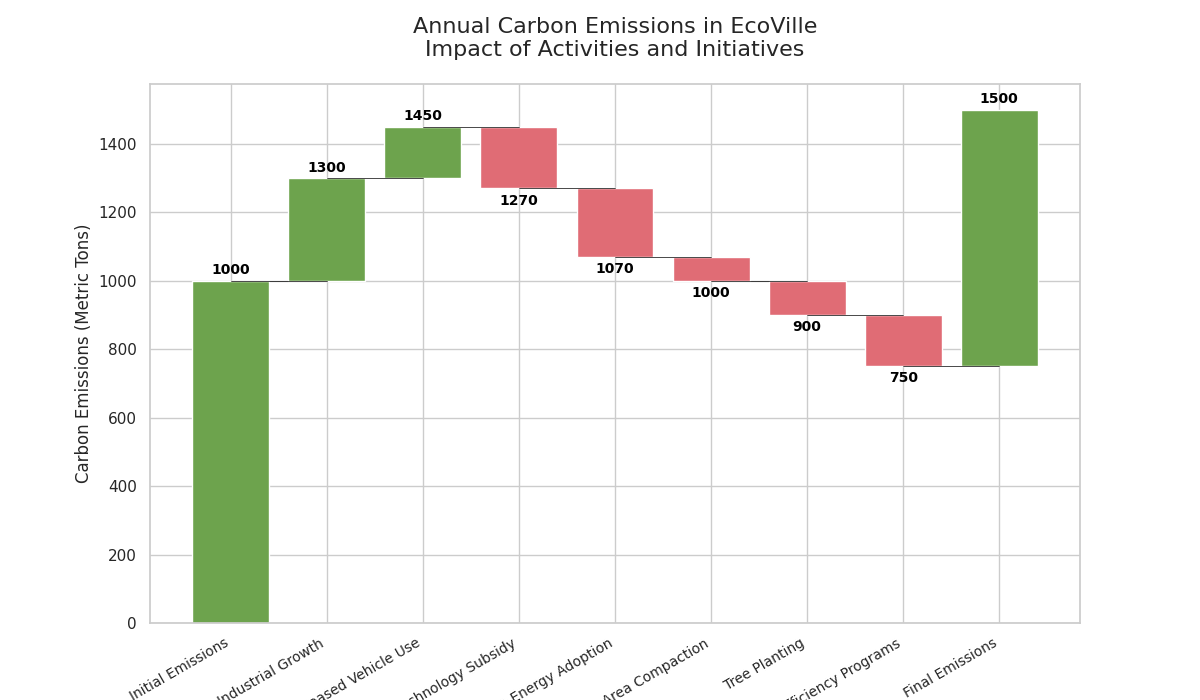 Annual Carbon Emissions in EcoVille
Impact of Activities and Initiatives
Carbon Emissions (Metric Tons)
1400
1200
1000
800
600
400
200
0
1000
1300
1450
1270
1070
1000
900
750
1500
Initial Emissions
Industrial Growth
Vehicle Use
Subsidy
Energy Adoption
Area Compaction
Tree Planting
Programs
Final Emissions